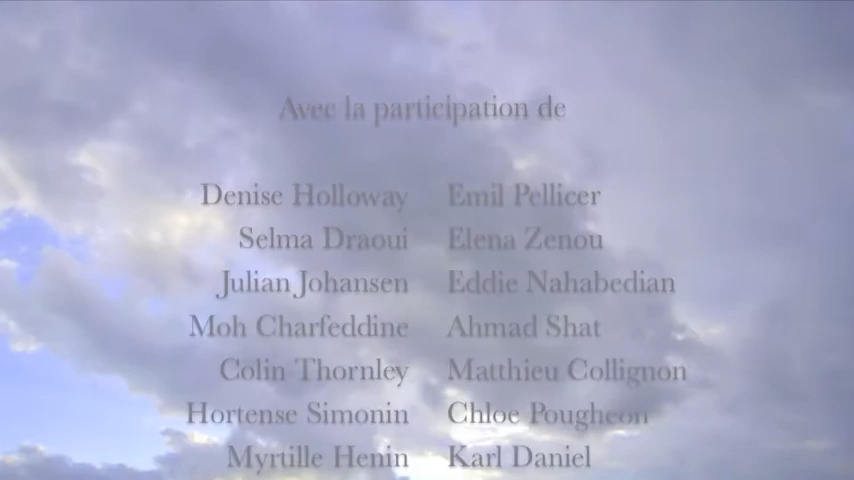 Avec la participation de
Denise Holloway Emil Pellicer
Selma Draoui Elena Zenou
Julian Johansen Eddie Nahabedian
Moh Charfeddine Ahmad Shat
Colin Thornley Matthieu Collignon
Hortense Simonin Chloe Pougheon
Myrtille Henin Karl Daniel